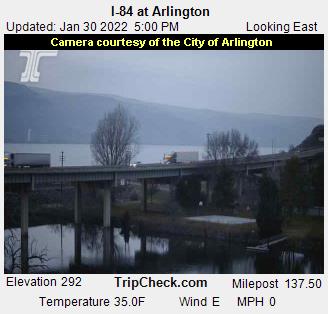 I-84 at Arlington
Updated: Jan 30 2022 5:00 PM Looking East
Camera courtesy of the City of Arlington
Elevation 292 TripCheck.com Milepost 137.50
Temperature 35.0F Wind E MPH 0